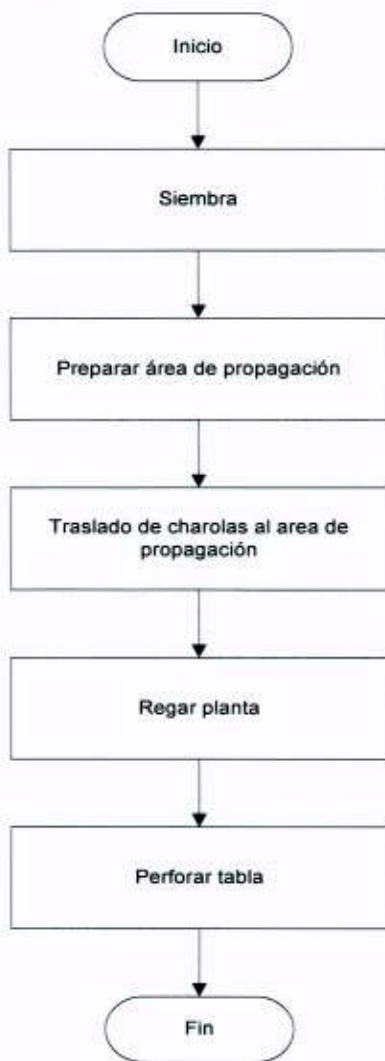 Inicio
Siembra
Preparar área de propagación
Traslado de charolas al area de
propagación
Regar planta
Perforar tabla
Fin